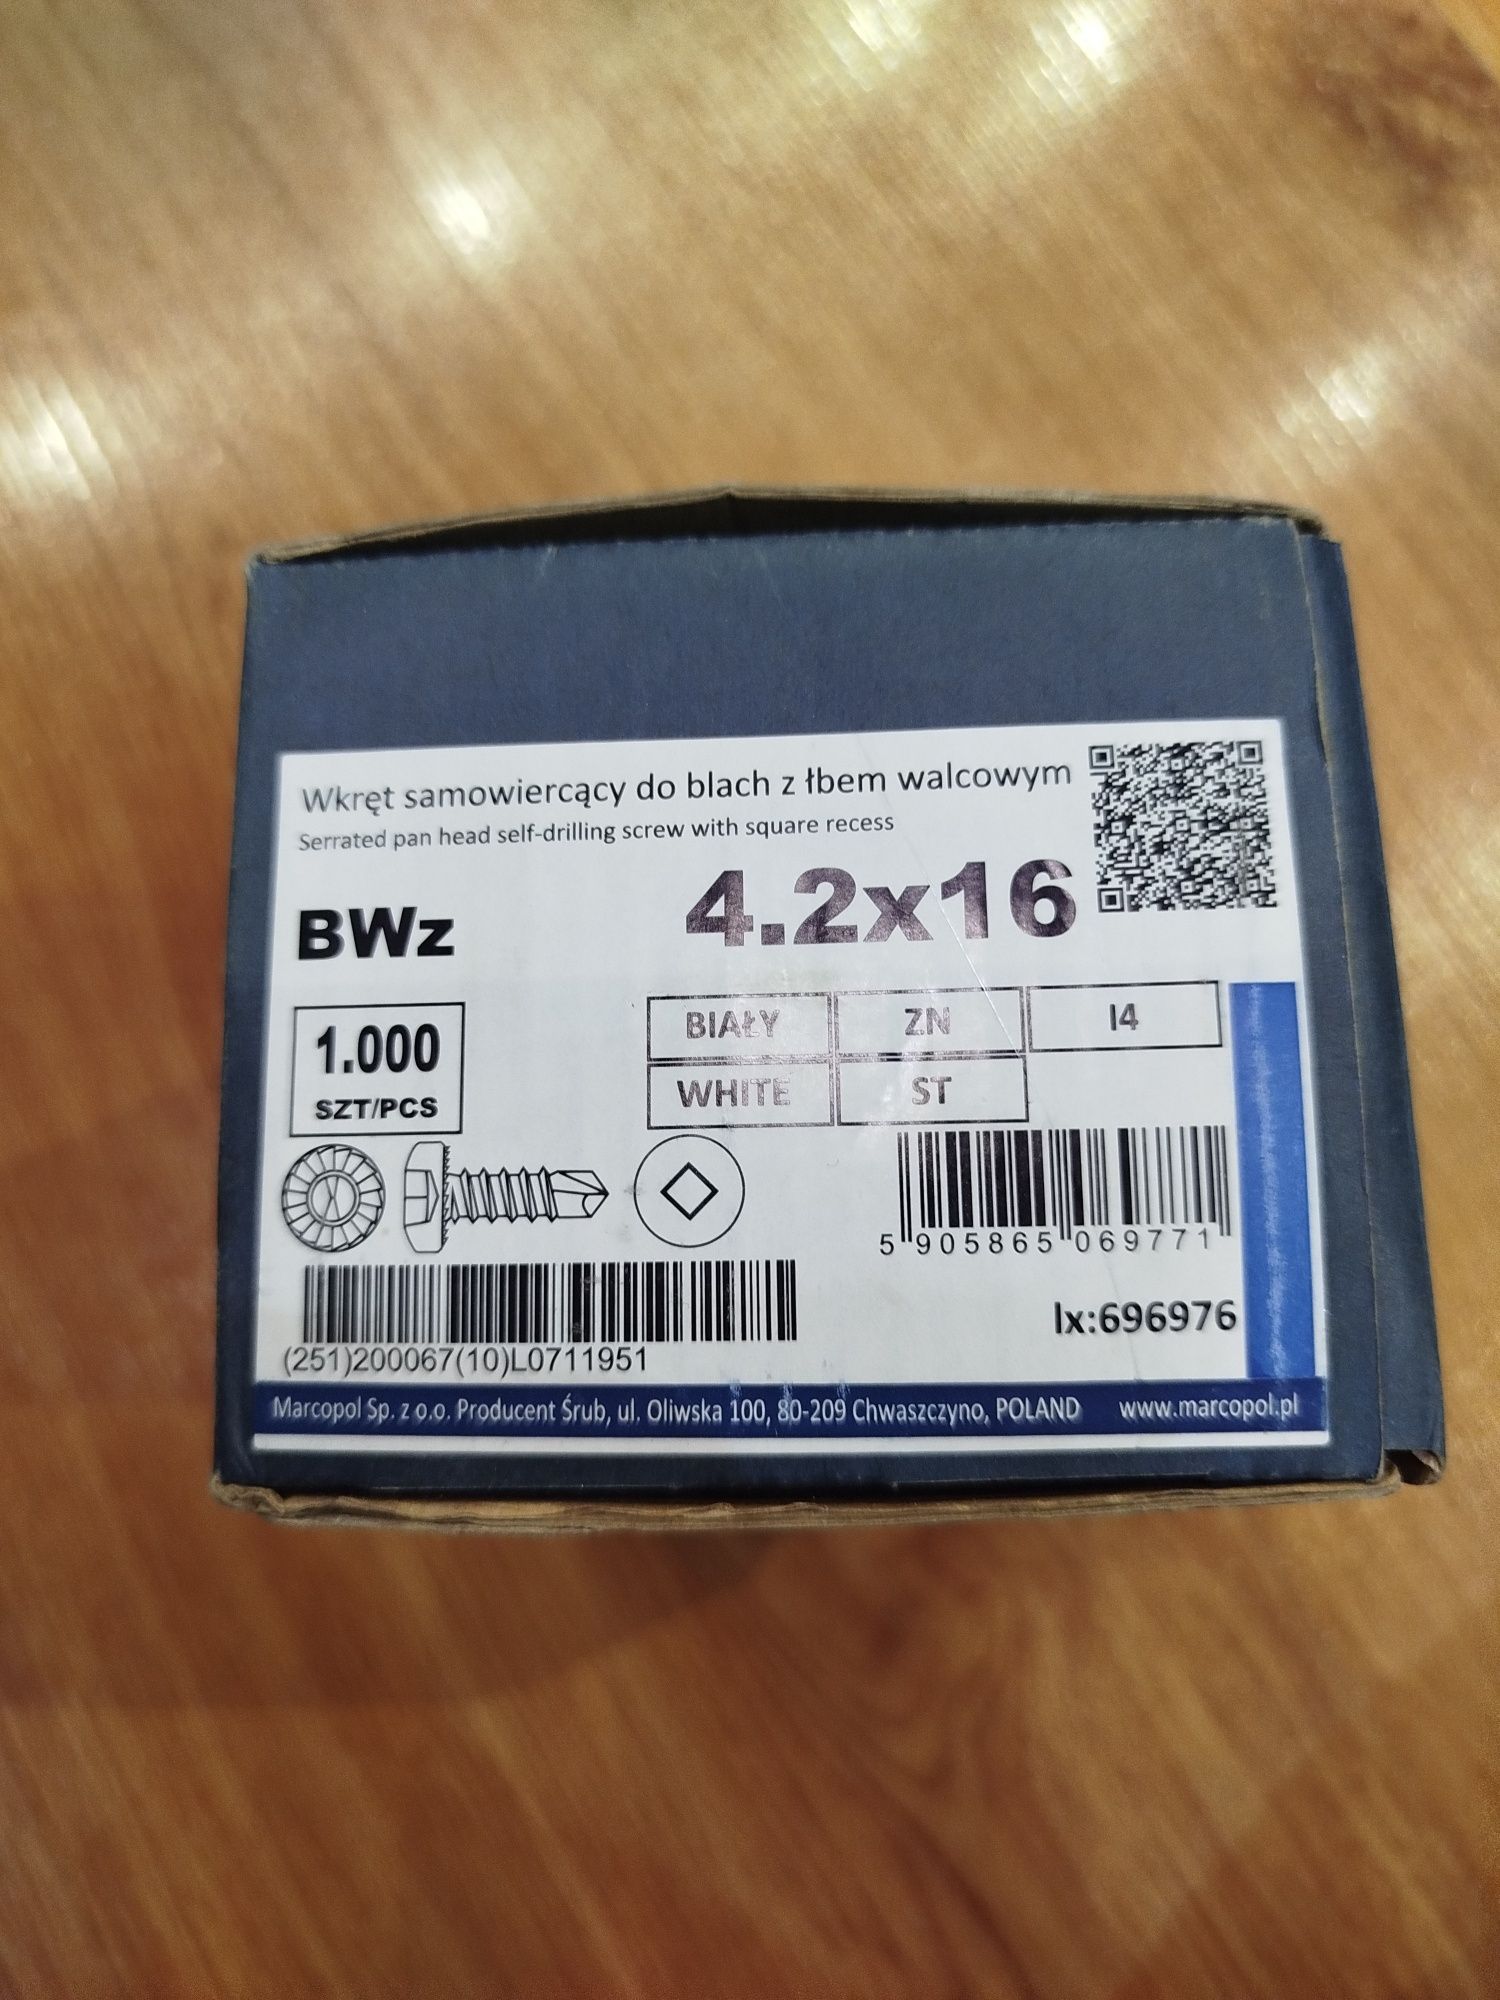 Wkręt samowiercący do blach z łbem walcowym
Serrated pan head self-drilling screw with square recess
BWz
4.2x16
1.000
SZT/PCS
BIAŁY ZN I4
WHITE ST
5 905865 069771
(251)200067(10)L0711951
Ix:696976
Marcopol Sp. z o.o. Producent Śrub, ul. Oliwska 100, 80-209 Chwaszczyno, POLAND www.marcopol.pl